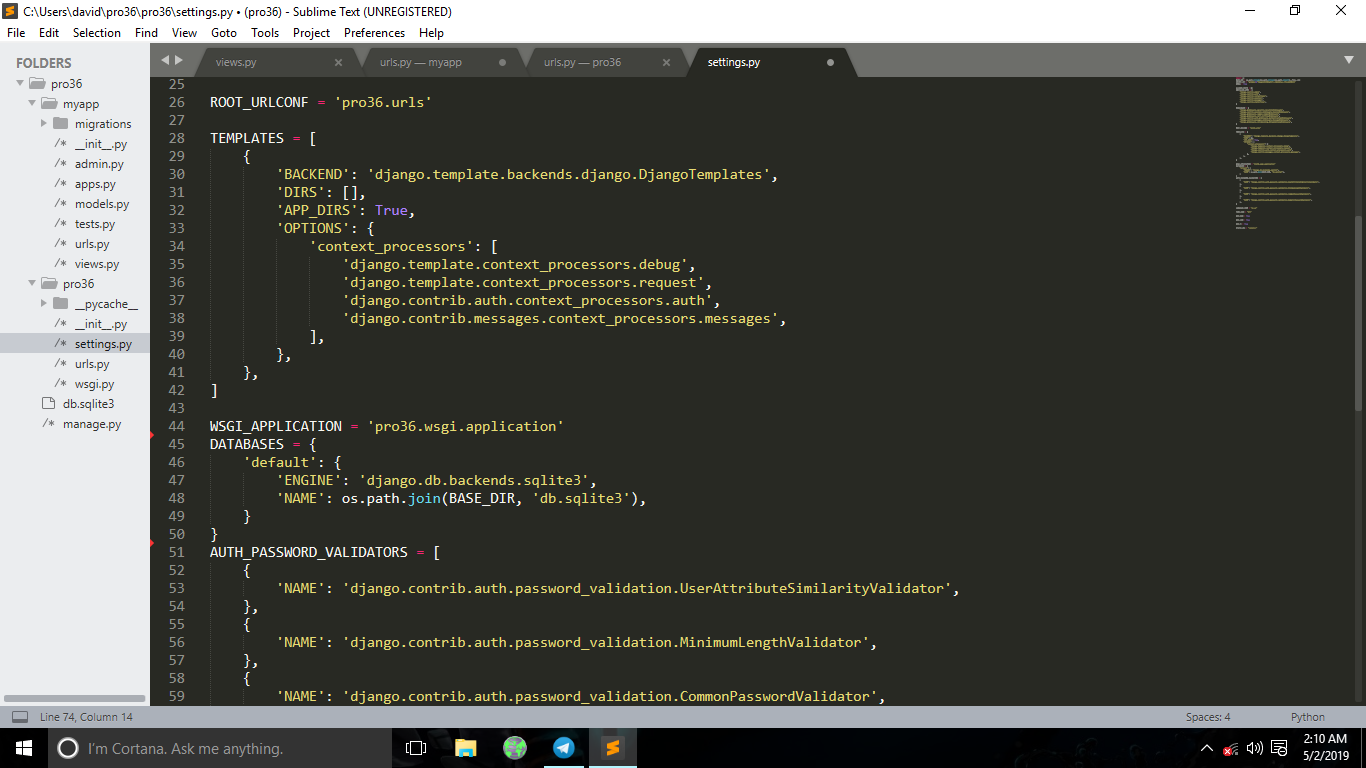 C:\Users\david\pro36\pro36\settings.py • (pro36) - Sublime Text (UNREGISTERED)
File Edit Selection Find View Goto Tools Project Preferences Help
FOLDERS
pro36
myapp
migrations
/* __init__.py
/* admin.py
/* apps.py
/* models.py
/* tests.py
/* urls.py
/* views.py
pro36
__pycache__
/* __init__.py
/* settings.py
/* urls.py
/* wsgi.py
db.sqlite3
/* manage.py
views.py × urls.py — myapp urls.py — pro36 × settings.py
25
26 ROOT_URLCONF = 'pro36.urls'
27
28 TEMPLATES = [
29 {
30 'BACKEND': 'django.template.backends.django.DjangoTemplates',
31 'DIRS': [],
32 'APP_DIRS': True,
33 'OPTIONS': {
34 'context_processors': [
35 'django.template.context_processors.debug',
36 'django.template.context_processors.request',
37 'django.contrib.auth.context_processors.auth',
38 'django.contrib.messages.context_processors.messages',
39 ],
40 },
41 },
42 ]
43
44 WSGI_APPLICATION = 'pro36.wsgi.application'
45 DATABASES = {
46 'default': {
47 'ENGINE': 'django.db.backends.sqlite3',
48 'NAME': os.path.join(BASE_DIR, 'db.sqlite3'),
49 }
50 }
51 AUTH_PASSWORD_VALIDATORS = [
52 {
53 'NAME': 'django.contrib.auth.password_validation.UserAttributeSimilarityValidator',
54 },
55 {
56 'NAME': 'django.contrib.auth.password_validation.MinimumLengthValidator',
57 },
58 {
59 'NAME': 'django.contrib.auth.password_validation.CommonPasswordValidator',
Line 74, Column 14 Spaces: 4 Python
I'm Cortana. Ask me anything.
2:10 AM
5/2/2019